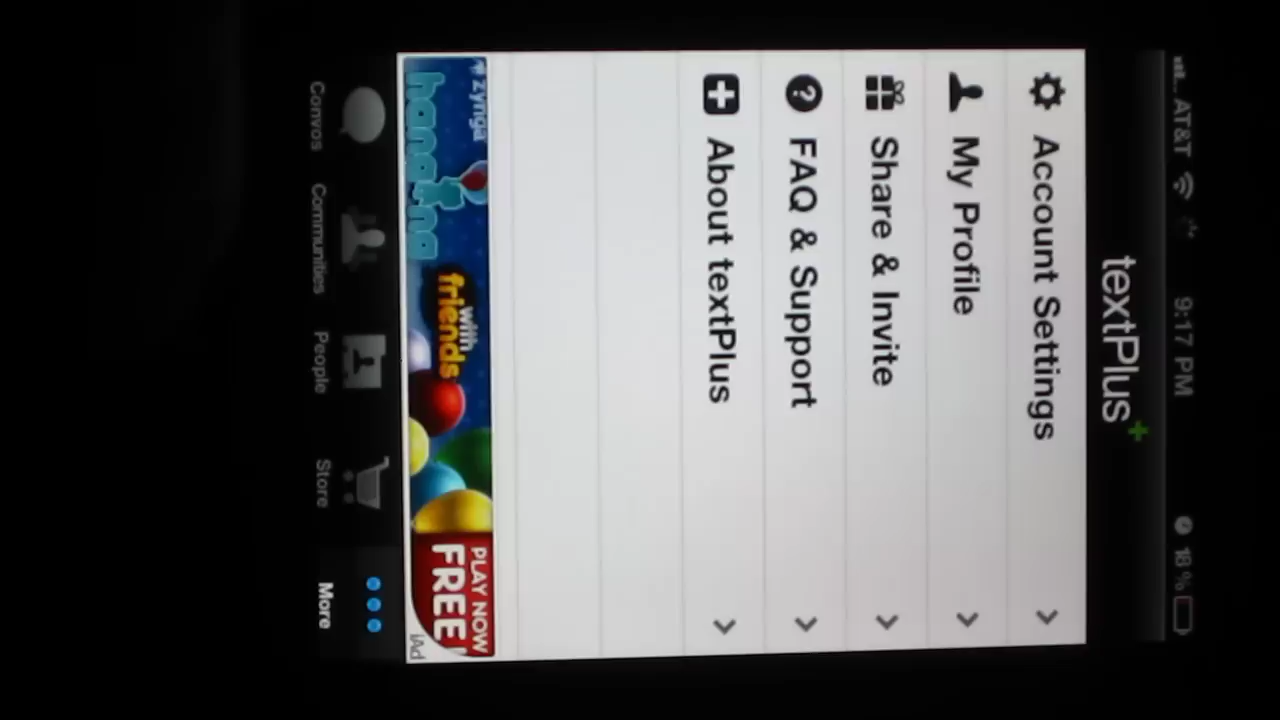 AT&T 9:17 PM 18%
textPlus+
Account Settings
My Profile
Share & Invite
FAQ & Support
About textPlus
zynga
hanging
with
friends
PLAY NOW
FREE!
iAd
Convos Communities People Store More